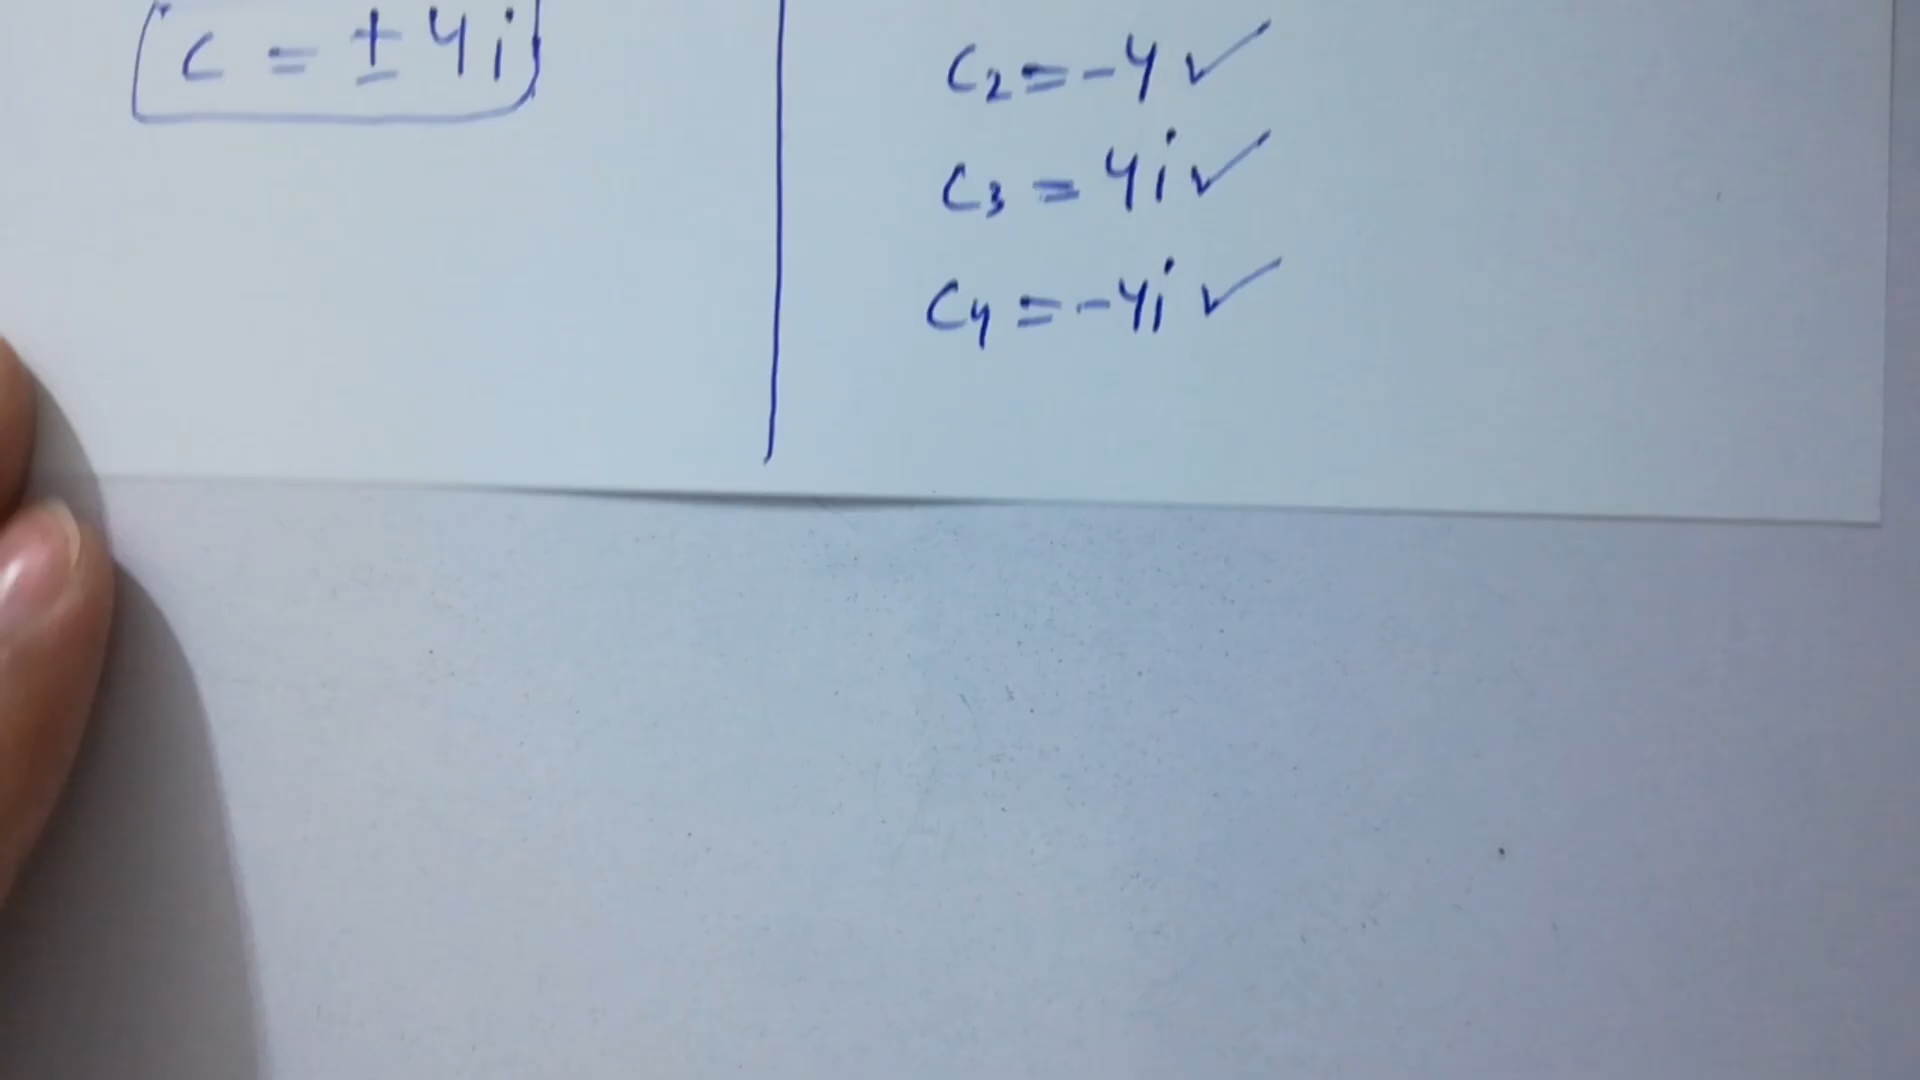 c = ± 4i
c₂ = -4 ✓
c₃ = 4i ✓
c₄ = -4i ✓